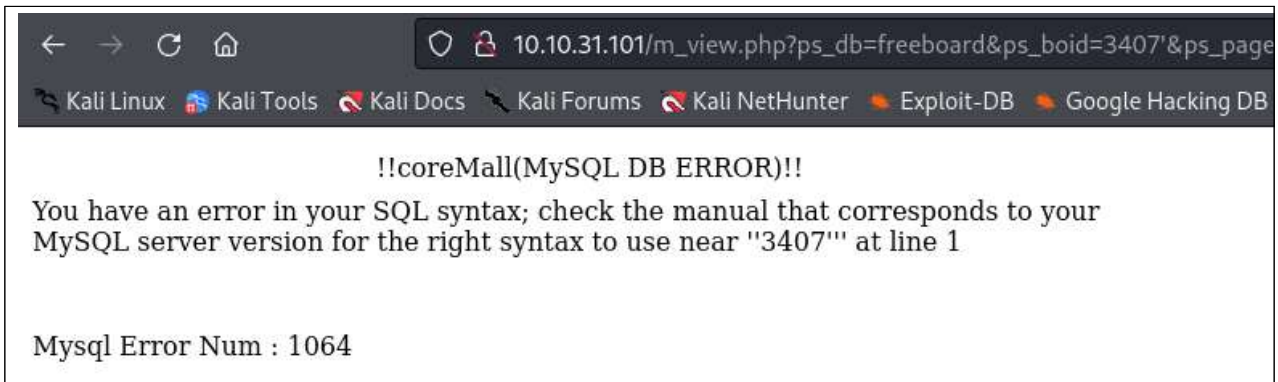 10.10.31.101/m_view.php?ps_db=freeboard&ps_boid=3407'&ps_page
Kali Linux Kali Tools Kali Docs Kali Forums Kali NetHunter Exploit-DB Google Hacking DB
!!coreMall(MySQL DB ERROR)!!
You have an error in your SQL syntax; check the manual that corresponds to your
MySQL server version for the right syntax to use near ''3407''' at line 1
Mysql Error Num : 1064